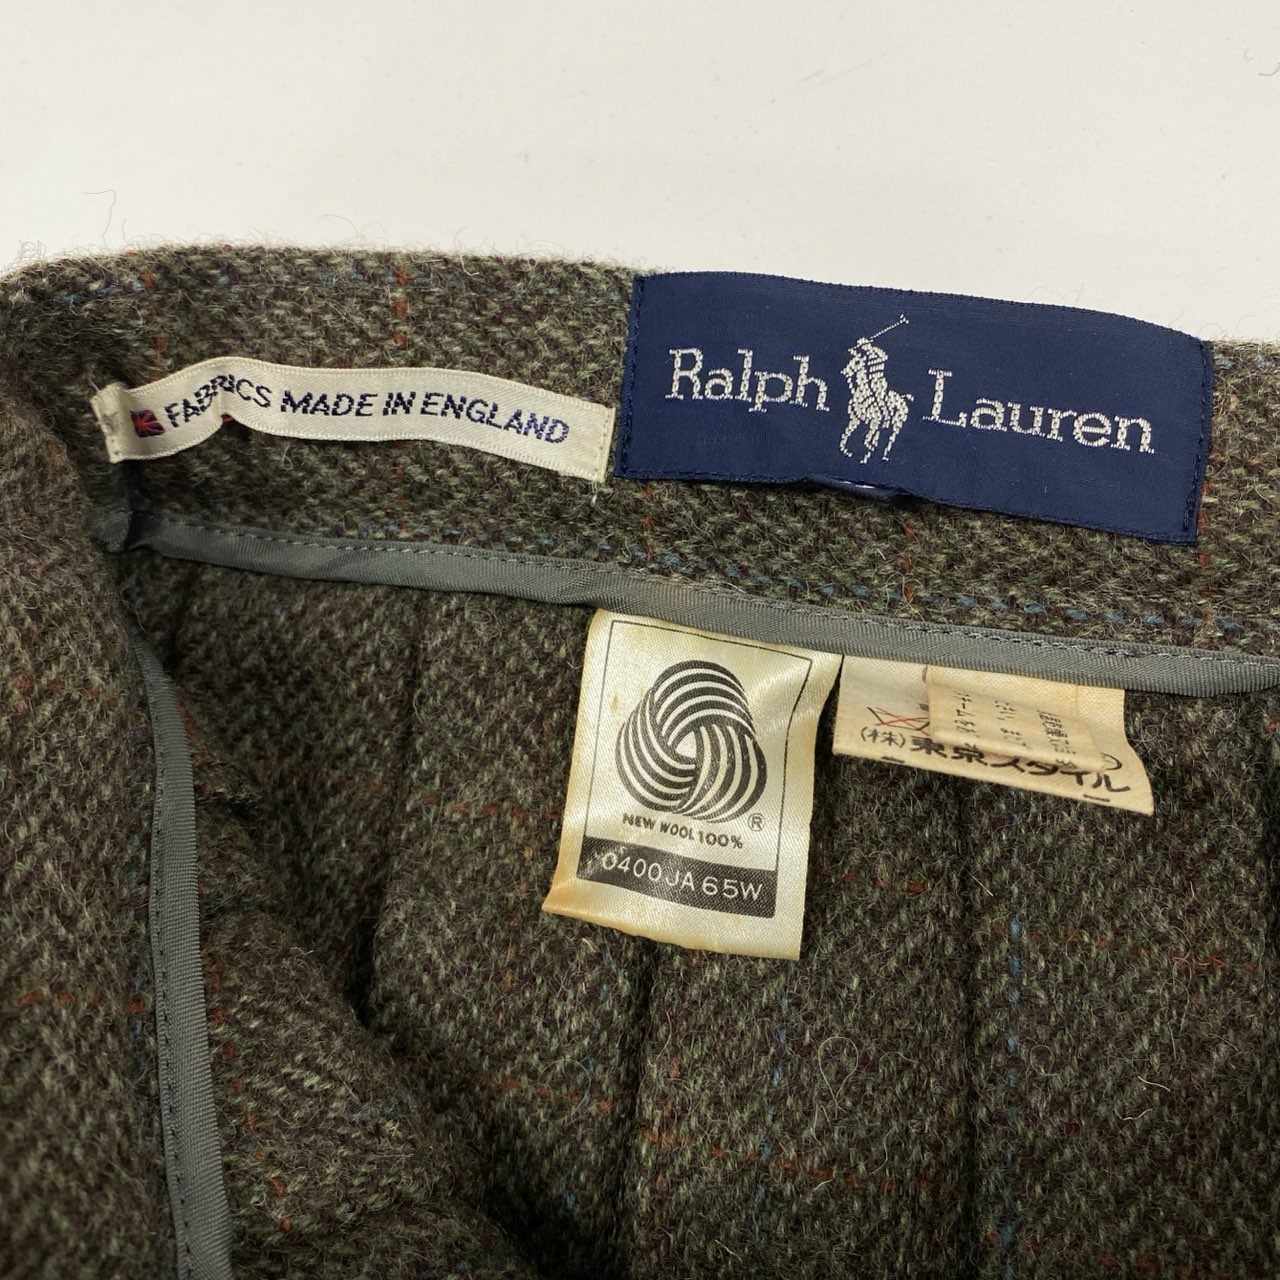 FABRICS MADE IN ENGLAND
Ralph Lauren
NEW WOOL 100%
®
0400JA65W
(株)東京スタイル